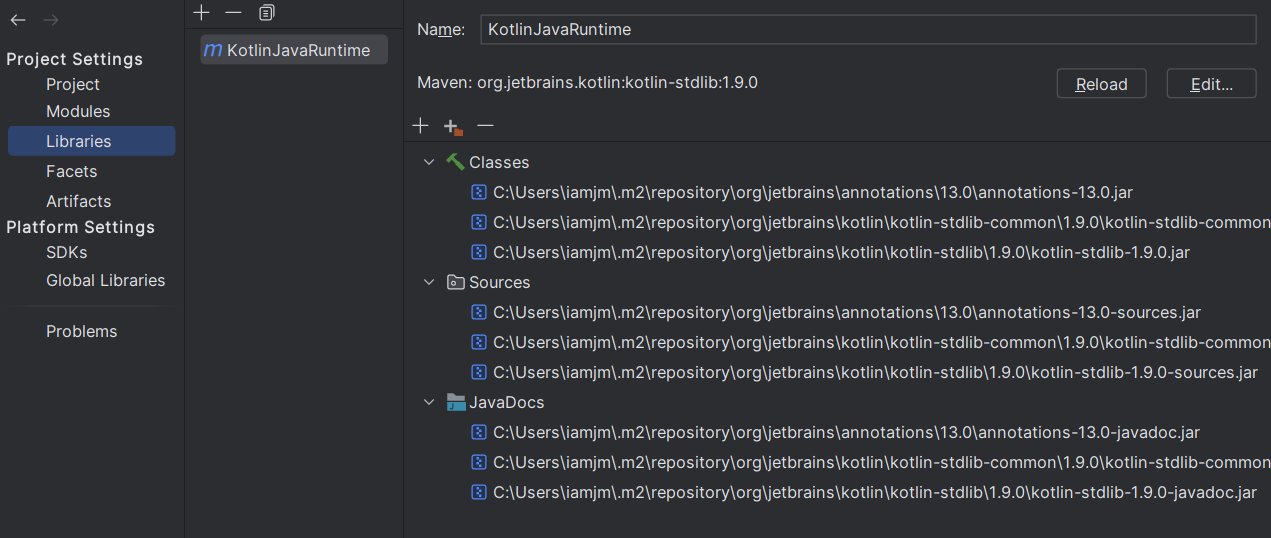 Project Settings
Project
Modules
Libraries
Facets
Artifacts
Platform Settings
SDKs
Global Libraries
Problems
KotlinJavaRuntime
Name: KotlinJavaRuntime
Maven: org.jetbrains.kotlin:kotlin-stdlib:1.9.0
Reload
Edit...
Classes
C:\Users\iamjm\.m2\repository\org\jetbrains\annotations\13.0\annotations-13.0.jar
C:\Users\iamjm\.m2\repository\org\jetbrains\kotlin\kotlin-stdlib-common\1.9.0\kotlin-stdlib-common
C:\Users\iamjm\.m2\repository\org\jetbrains\kotlin\kotlin-stdlib\1.9.0\kotlin-stdlib-1.9.0.jar
Sources
C:\Users\iamjm\.m2\repository\org\jetbrains\annotations\13.0\annotations-13.0-sources.jar
C:\Users\iamjm\.m2\repository\org\jetbrains\kotlin\kotlin-stdlib-common\1.9.0\kotlin-stdlib-common
C:\Users\iamjm\.m2\repository\org\jetbrains\kotlin\kotlin-stdlib\1.9.0\kotlin-stdlib-1.9.0-sources.jar
JavaDocs
C:\Users\iamjm\.m2\repository\org\jetbrains\annotations\13.0\annotations-13.0-javadoc.jar
C:\Users\iamjm\.m2\repository\org\jetbrains\kotlin\kotlin-stdlib-common\1.9.0\kotlin-stdlib-common
C:\Users\iamjm\.m2\repository\org\jetbrains\kotlin\kotlin-stdlib\1.9.0\kotlin-stdlib-1.9.0-javadoc.jar